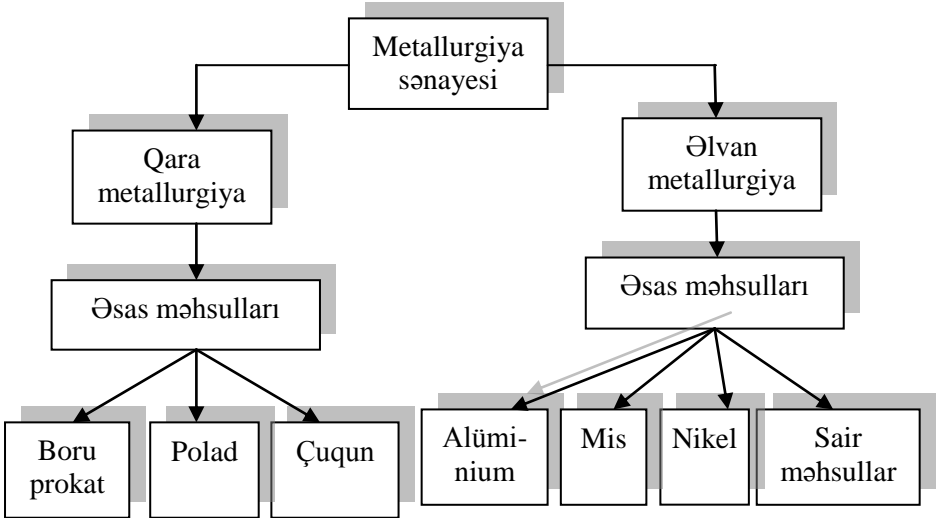 Metallurgiya
sənayesi
Qara
metallurgiya
Əlvan
metallurgiya
Əsas məhsulları
Əsas məhsulları
Boru
prokat
Polad
Çuqun
Alümi-
nium
Mis
Nikel
Sair
məhsullar